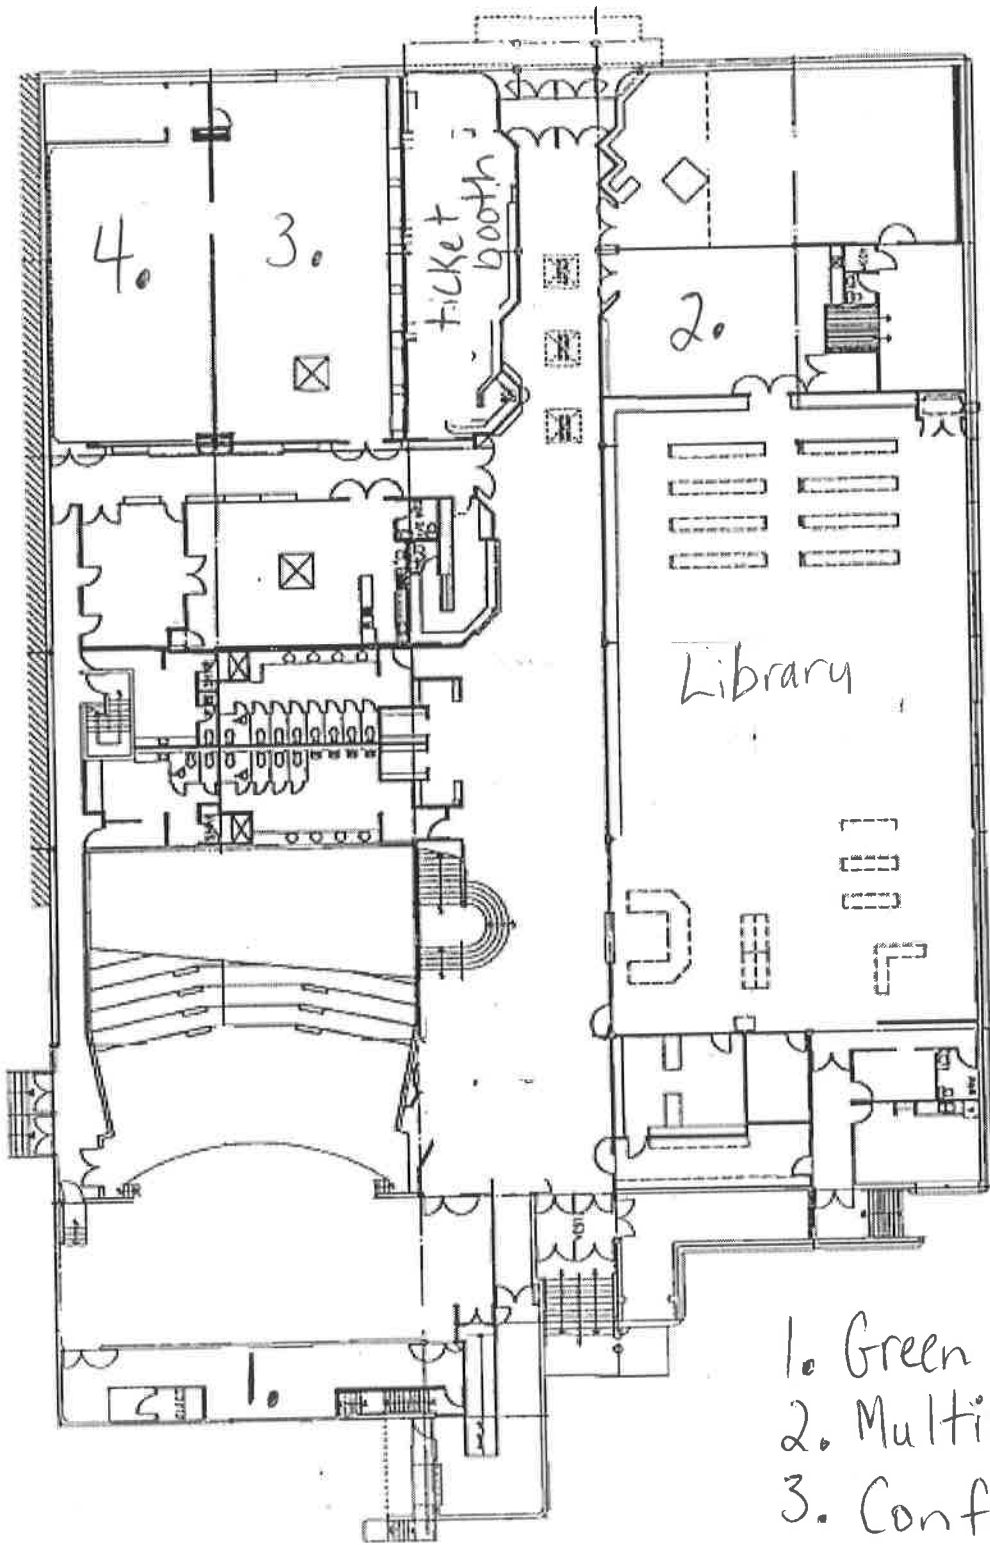 4.
3.
ticket
booth
2.
Library
1.
1. Green
2. Multi
3. Conf